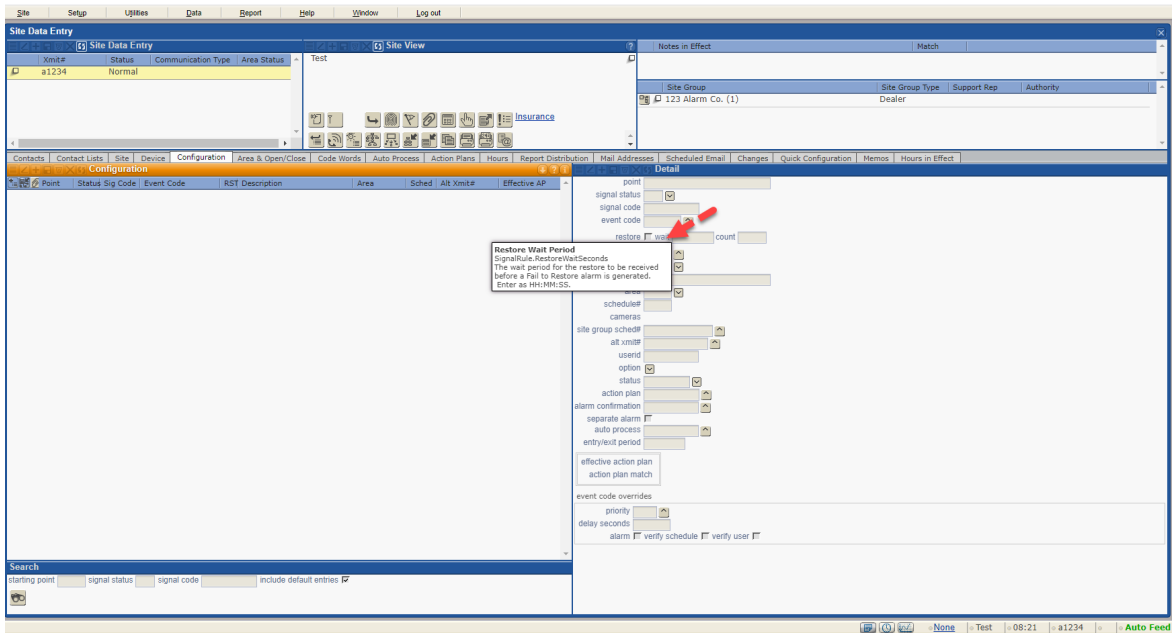 Site Setup Utilities Data Report Help Window Log out
Site Data Entry
Site Data Entry
Xmit# Status Communication Type Area Status
a1234 Normal
Site View
Test
Insurance
Notes in Effect Match
Site Group Site Group Type Support Rep Authority
123 Alarm Co. (1) Dealer
Contacts Contact Lists Site Device Configuration Area & Open/Close Code Words Auto Process Action Plans Hours Report Distribution Mail Addresses Scheduled Email Changes Quick Configuration Memos Hours in Effect
Configuration
Point Status Sig Code Event Code RST Description Area Sched Alt Xmit# Effective AP
Detail
point
signal status
signal code
event code
restore wait count
Restore Wait Period
SignalRule.RestoreWaitSeconds
The wait period for the restore to be received
before a Fail to Restore alarm is generated.
Enter as HH:MM:SS.
area
schedule#
cameras
site group sched#
alt xmit#
userid
option
status
action plan
alarm confirmation
separate alarm
auto process
entry/exit period
effective action plan
action plan match
event code overrides
priority
delay seconds
alarm verify schedule verify user
Search
starting point signal status signal code include default entries
None Test 08:21 a1234 Auto Feed